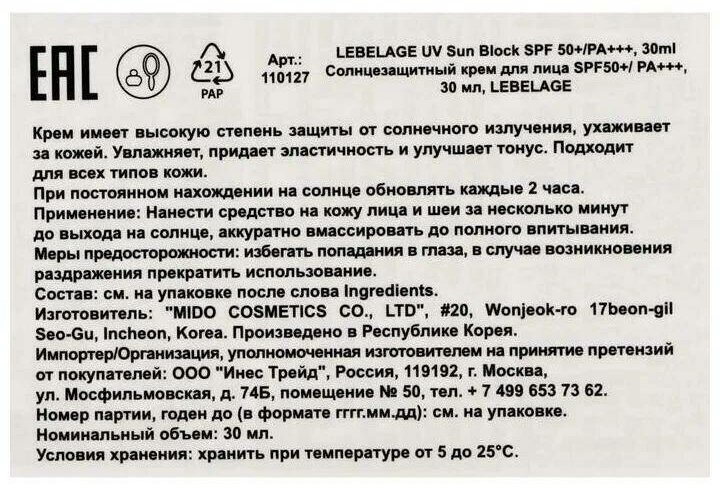 EAC
21
PAP
Арт.:
110127
LEBELAGE UV Sun Block SPF 50+/PA+++, 30ml
Солнцезащитный крем для лица SPF50+/ PA+++,
30 мл, LEBELAGE
Крем имеет высокую степень защиты от солнечного излучения, ухаживает
за кожей. Увлажняет, придает эластичность и улучшает тонус. Подходит
для всех типов кожи.
При постоянном нахождении на солнце обновлять каждые 2 часа.
Применение: Нанести средство на кожу лица и шеи за несколько минут
до выхода на солнце, аккуратно вмассировать до полного впитывания.
Меры предосторожности: избегать попадания в глаза, в случае возникновения
раздражения прекратить использование.
Состав: см. на упаковке после слова Ingredients.
Изготовитель: "MIDO COSMETICS CO., LTD", #20, Wonjeok-ro 17beon-gil
Seo-Gu, Incheon, Korea. Произведено в Республике Корея.
Импортер/Организация, уполномоченная изготовителем на принятие претензий
от покупателей: ООО "Инес Трейд", Россия, 119192, г. Москва,
ул. Мосфильмовская, д. 74Б, помещение № 50, тел. + 7 499 653 73 62.
Номер партии, годен до (в формате гггг.мм.дд): см. на упаковке.
Номинальный объем: 30 мл.
Условия хранения: хранить при температуре от 5 до 25°C.